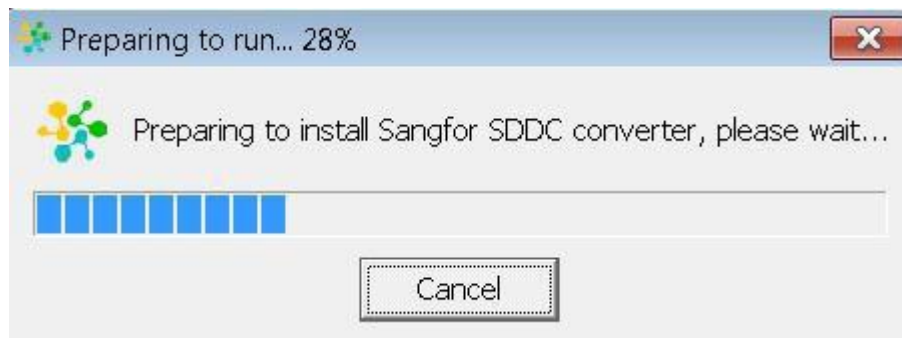 Preparing to run... 28%
Preparing to install Sangfor SDDC converter, please wait...
Cancel